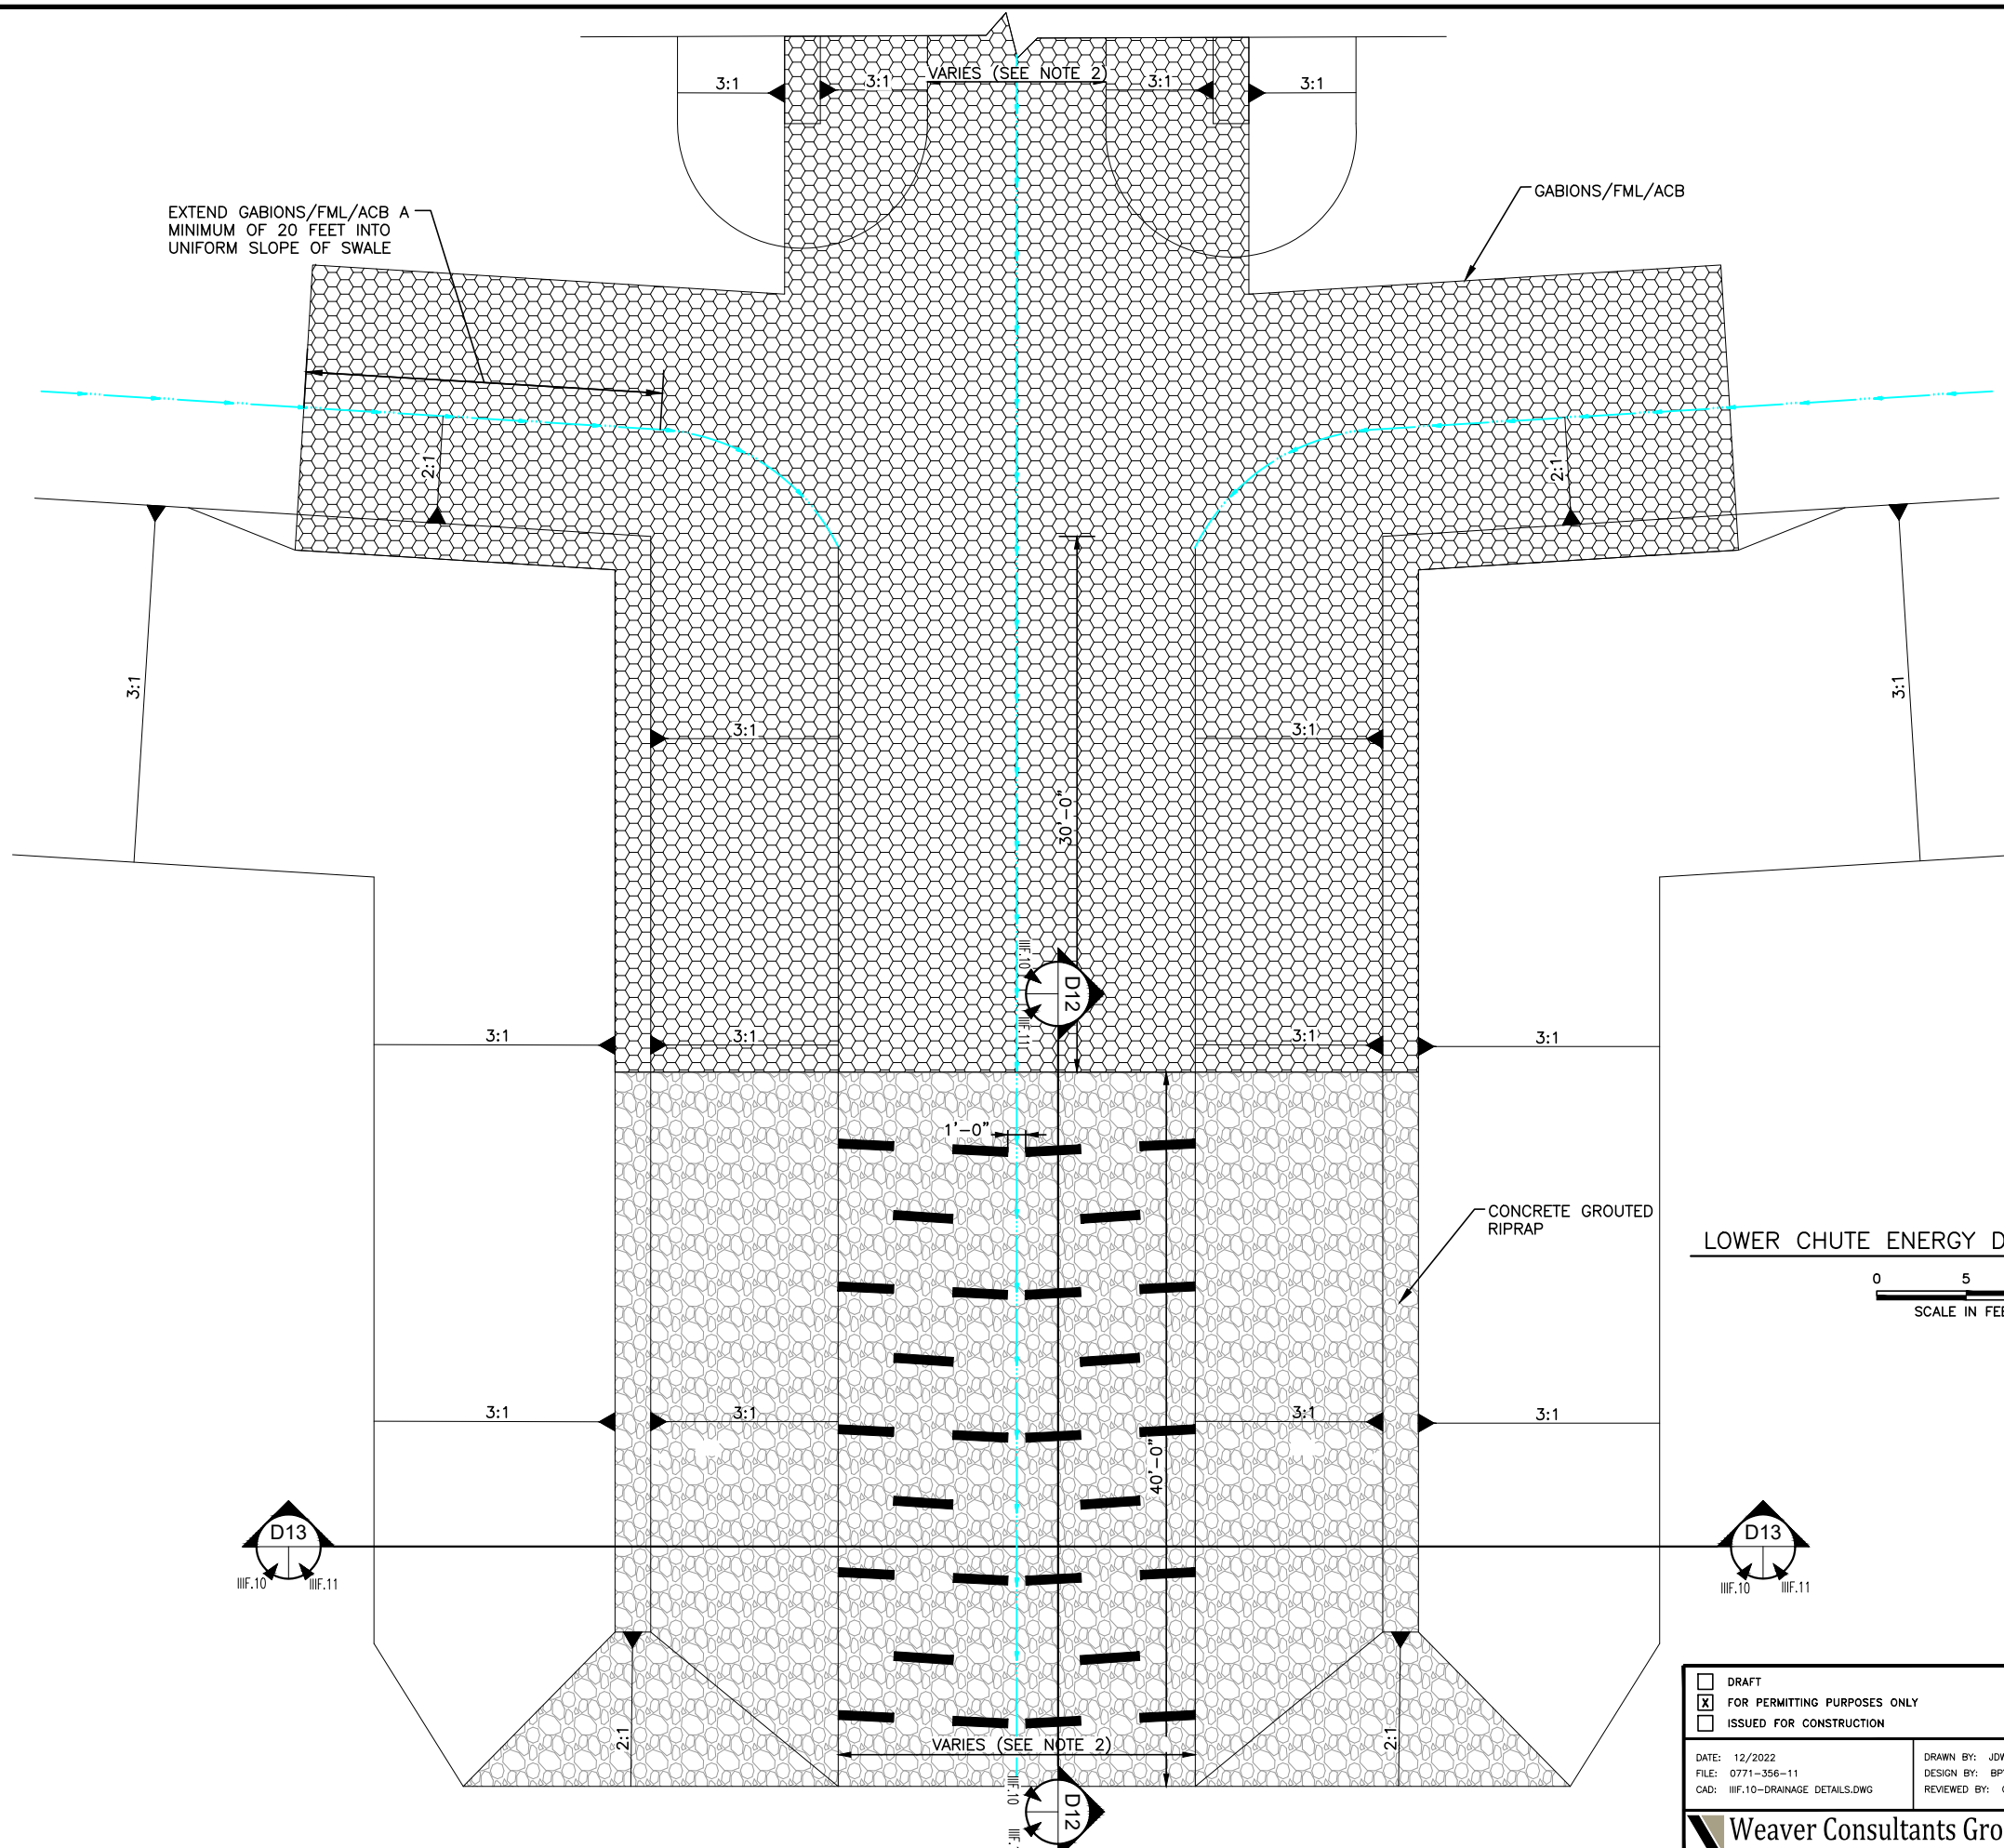 3:1
3:1
VARIES (SEE NOTE 2)
3:1
3:1
GABIONS/FML/ACB
EXTEND GABIONS/FML/ACB A
MINIMUM OF 20 FEET INTO
UNIFORM SLOPE OF SWALE
2:1
2:1
3:1
3:1
3:1
3:1
30'-0"
IIIF.10
D12
IIIF.11
3:1
3:1
3:1
3:1
1'-0"
CONCRETE GROUTED
RIPRAP
LOWER CHUTE ENERGY
0 5
SCALE IN
3:1
3:1
3:1
3:1
40'-0"
D13
IIIF.10 IIIF.11
D13
IIIF.10 IIIF.11
2:1
2:1
VARIES (SEE NOTE 2)
IIIF.10
D12
DRAFT
X FOR PERMITTING PURPOSES ONLY
ISSUED FOR CONSTRUCTION
DATE: 12/2022
FILE: 0771-356-11
CAD: IIIF.10-DRAINAGE DETAILS.DWG
DRAWN BY:
DESIGN BY:
REVIEWED BY:
Weaver Consultants